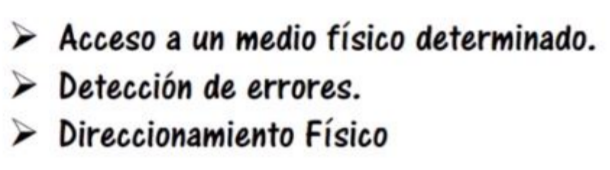 ➢ Acceso a un medio físico determinado.
➢ Detección de errores.
➢ Direccionamiento Físico